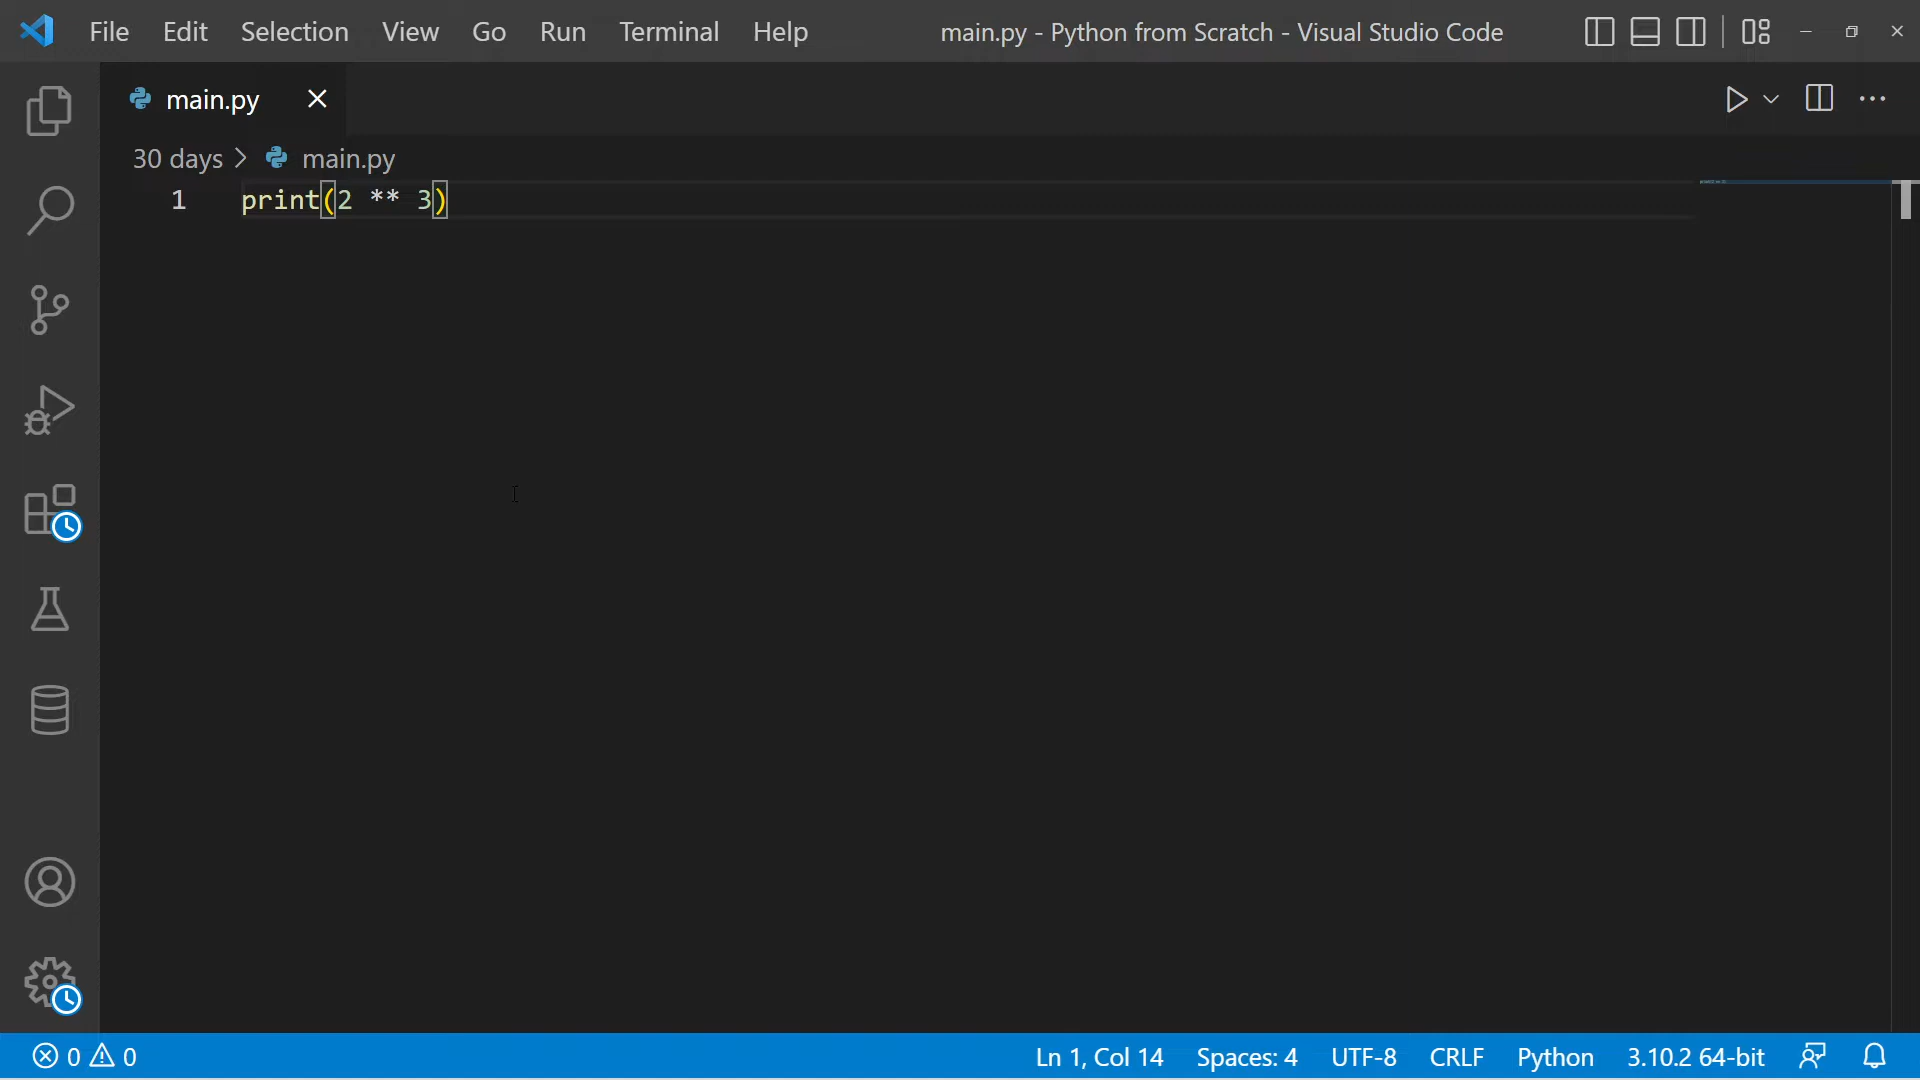 File Edit Selection View Go Run Terminal Help main.py - Python from Scratch - Visual Studio Code
main.py
30 days > main.py
1 print(2 ** 3)
0 0 Ln 1, Col 14 Spaces: 4 UTF-8 CRLF Python 3.10.2 64-bit